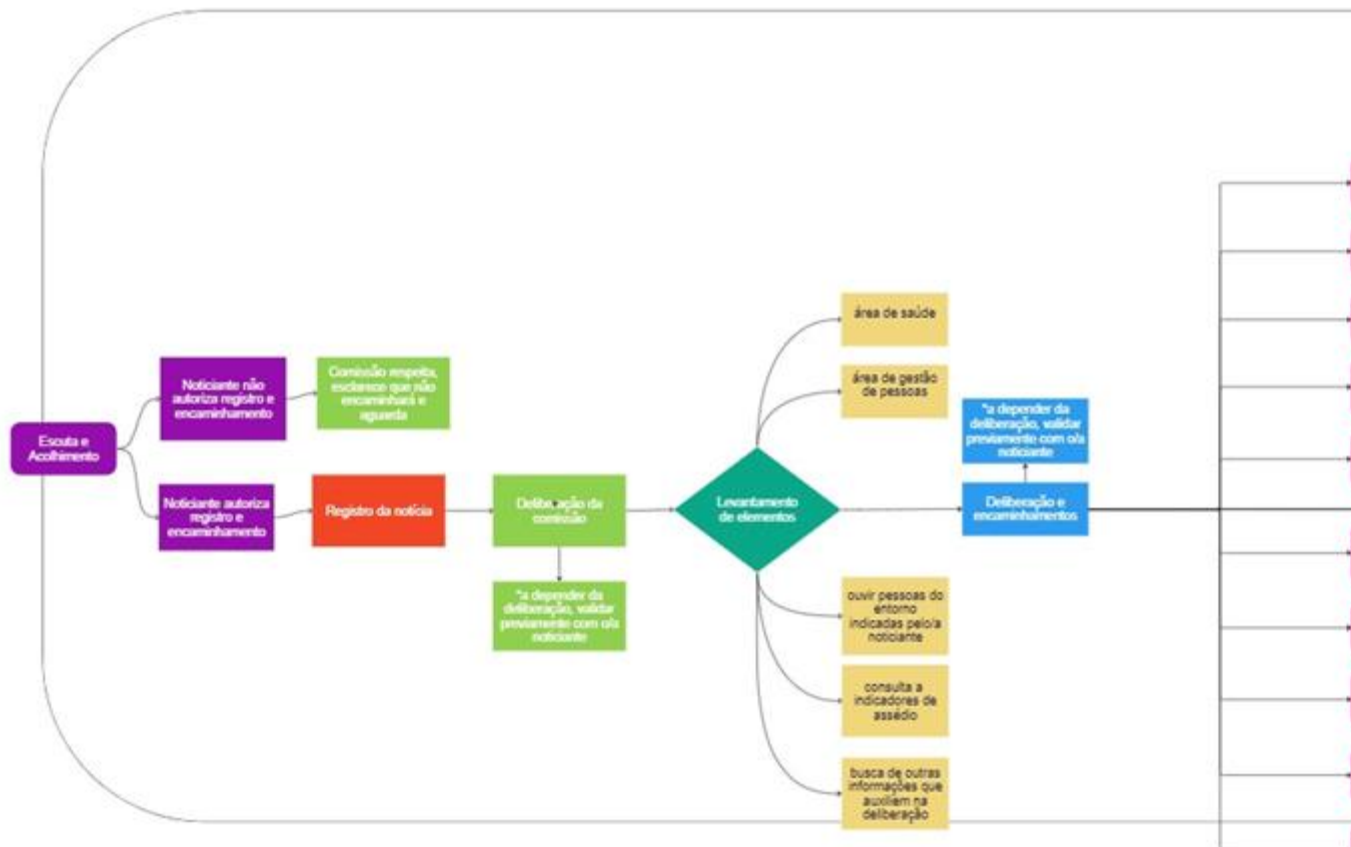 Escuta e
Acolhimento
Noticiante não
autoriza registro e
encaminhamento
Comissão respeita,
esclarece que não
encaminhará e
aguarda
Noticiante autoriza
registro e
encaminhamento
Registro da notícia
Deliberação da
comissão
*a depender da
deliberação, validar
previamente com o/a
noticiante
Levantamento
de elementos
área de saúde
área de gestão
de pessoas
ouvir pessoas do
entorno
indicadas pelo/a
noticiante
consulta a
indicadores de
assédio
busca de outras
informações que
auxiliem na
deliberação
*a depender da
deliberação, validar
previamente com o/a
noticiante
Deliberação e
encaminhamentos